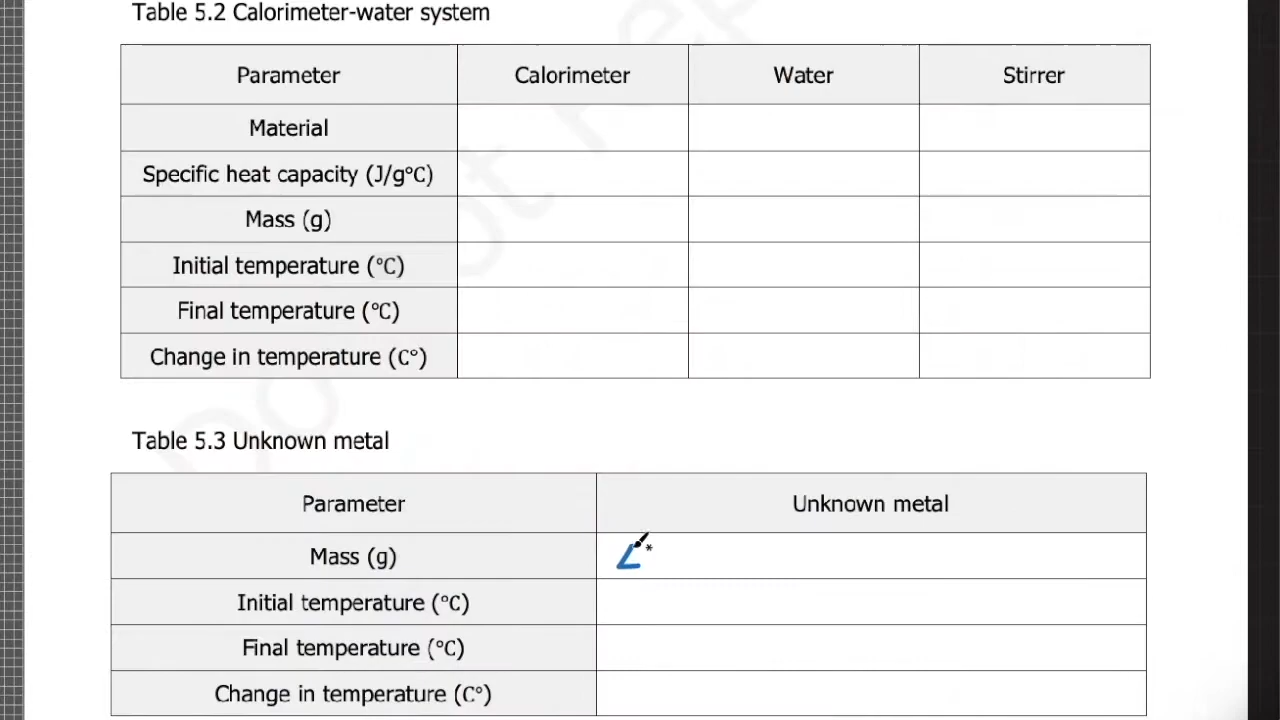 Table 5.2 Calorimeter-water system
Parameter Calorimeter Water Stirrer
Material
Specific heat capacity (J/g°C)
Mass (g)
Initial temperature (°C)
Final temperature (°C)
Change in temperature (C°)
Table 5.3 Unknown metal
Parameter Unknown metal
Mass (g)
Initial temperature (°C)
Final temperature (°C)
Change in temperature (C°)